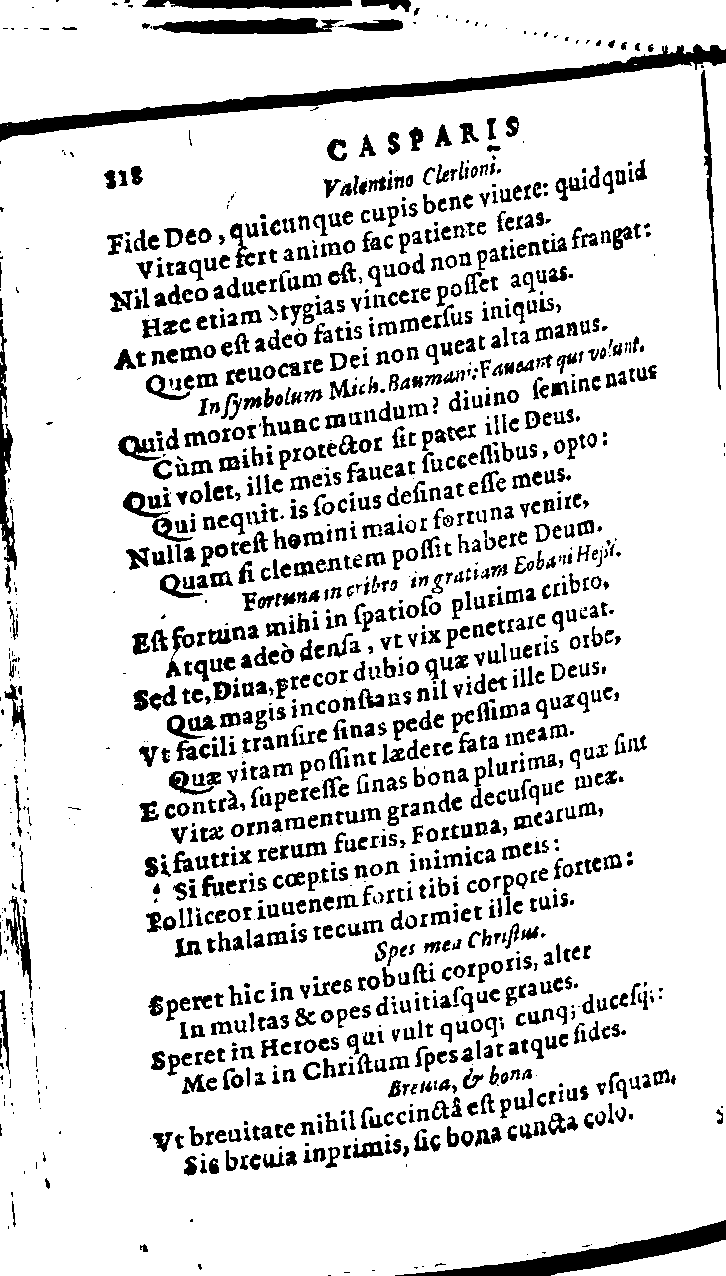 CASPARIS
818
Valentino Clerlioni.
Fide Deo, quicunque cupis bene viuere: quidquid
Vitaque fert animo fac patiente feras.
Nil adeo aduerſum eſt, quod non patientia frangat:
Hæc etiam Stygias vincere poſſet aquas.
At nemo eſt adeò fatis immerſus iniquis,
Quem reuocare Dei non queat alta manus.
In ſymbolum Mich. Baumani: Faueant qui volunt.
Quid moror hunc mundum? diuino ſemine natus
Cùm mihi protector ſit pater ille Deus.
Qui volet, ille meis faueat ſucceſſibus, opto:
Qui nequit. is ſocius deſinat eſſe meus.
Nulla poteſt homini maior fortuna venire,
Quam ſi clementem poſſit habere Deum.
Fortuna in cribro in gratiam Eobani Heſſi.
Eſt fortuna mihi in ſpatioſo plurima cribro,
Atque adeò denſa, vt vix penetrare queat.
Sed te, Diua, precor dubio quæ vulueris orbe,
Qua magis inconſtans nil videt ille Deus,
Vt facili tranſire ſinas pede peſſima quæque,
Quæ vitam poſſint lædere fata meam.
E contrà, ſupereſſe ſinas bona plurima, quæ ſint
Vitæ ornamentum grande decuſque meæ.
Si fautrix rerum fueris, Fortuna, mearum,
Si fueris cœptis non inimica meis:
Polliceor iuuenem forti tibi corpore fortem:
In thalamis tecum dormiet ille tuis.
Spes mea Chriſtus.
Speret hic in vires robuſti corporis, alter
In multas & opes diuitiaſque graues.
Speret in Heroes qui vult quoq; cunq; duceſq;:
Me ſola in Chriſtum ſpes alat atque fides.
Breuia, & bona
Vt breuitate nihil ſuccinctâ eſt pulcrius vſquam,
Sic breuia inprimis, ſic bona cuncta colo.